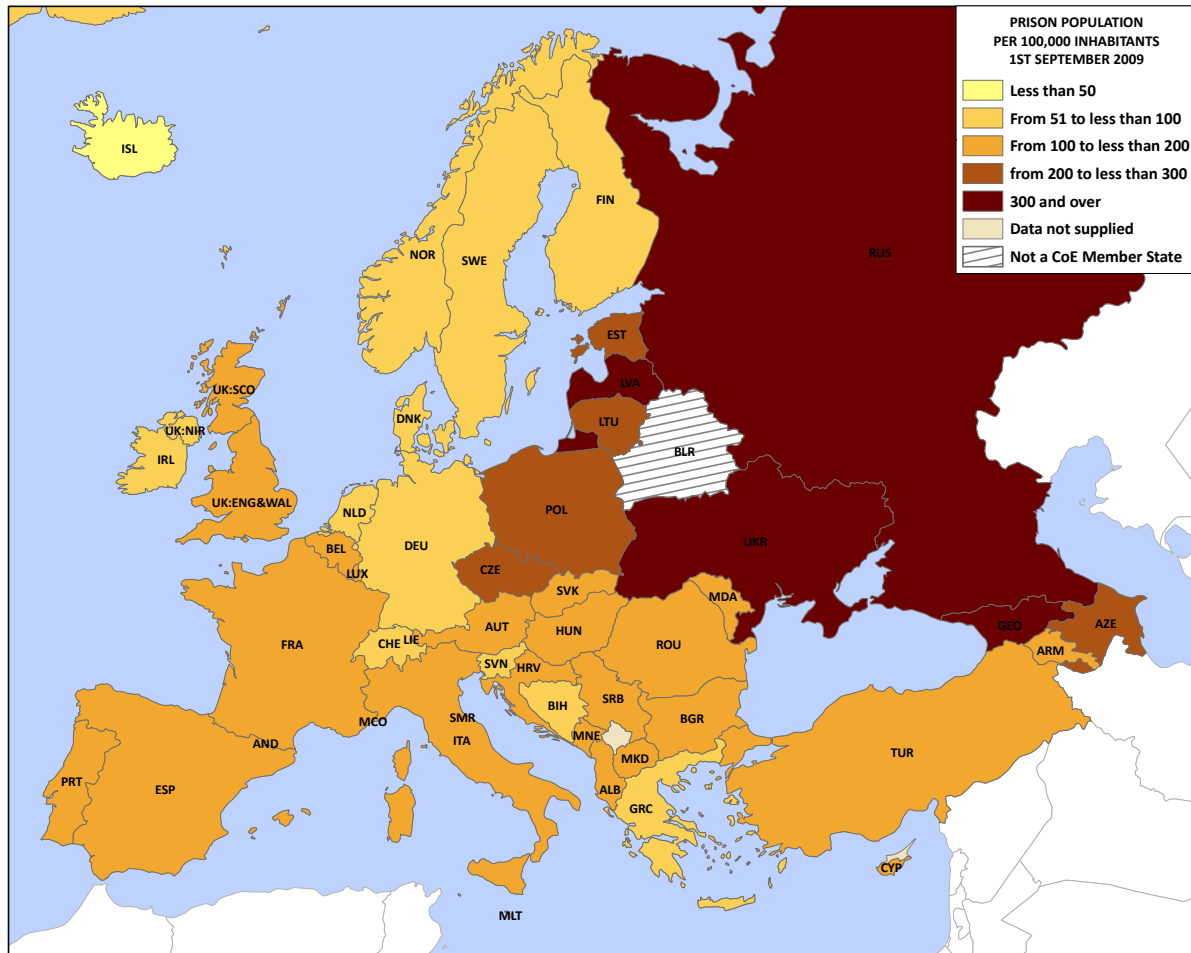 PRISON POPULATION
PER 100,000 INHABITANTS
1ST SEPTEMBER 2009
Less than 50
From 51 to less than 100
From 100 to less than 200
from 200 to less than 300
300 and over
Data not supplied
Not a CoE Member State
ISL
FIN
NOR
SWE
RUS
EST
LVA
LTU
BLR
UK:SCO
DNK
UK:NIR
IRL
UK:ENG&WAL
NLD
POL
BEL
DEU
UKR
LUX
CZE
SVK
MDA
AUT
HUN
GEO
AZE
FRA
CHE
LIE
ROU
ARM
SVN
HRV
SRB
BIH
MCO
SMR
BGR
MNE
ITA
AND
MKD
TUR
PRT
ESP
ALB
GRC
CYP
MLT